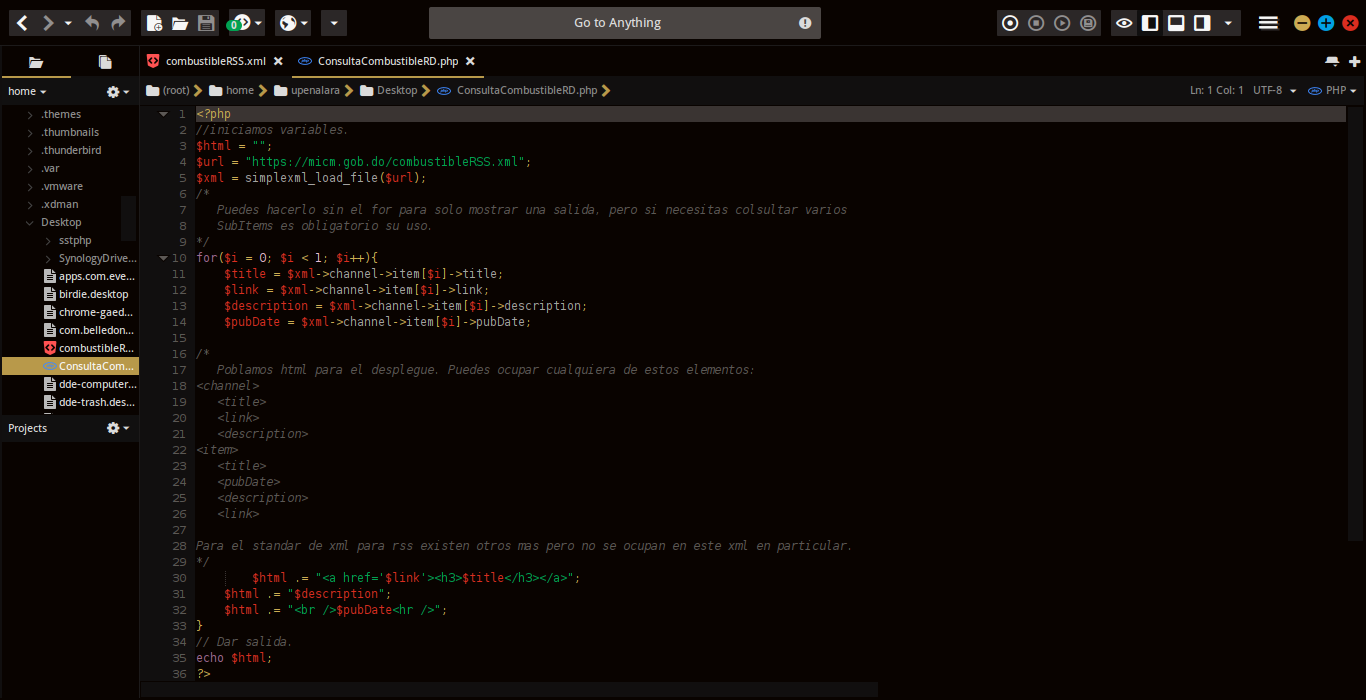 Go to Anything
0
combustibleRSS.xml
ConsultaCombustibleRD.php
home
(root) home upenalara Desktop ConsultaCombustibleRD.php
Ln: 1 Col: 1 UTF-8 PHP
.themes
.thumbnails
.thunderbird
.var
.vmware
.xdman
Desktop
sstphp
SynologyDrive...
apps.com.eve...
birdie.desktop
chrome-gaed...
com.belledon...
combustibleR...
ConsultaCom...
dde-computer...
dde-trash.des...
Projects
1 <?php
2 //iniciamos variables.
3 $html = "";
4 $url = "https://micm.gob.do/combustibleRSS.xml";
5 $xml = simplexml_load_file($url);
6 /*
7    Puedes hacerlo sin el for para solo mostrar una salida, pero si necesitas colsultar varios
8    SubItems es obligatorio su uso.
9 */
10 for($i = 0; $i < 1; $i++){
11     $title = $xml->channel->item[$i]->title;
12     $link = $xml->channel->item[$i]->link;
13     $description = $xml->channel->item[$i]->description;
14     $pubDate = $xml->channel->item[$i]->pubDate;
15
16 /*
17    Poblamos html para el desplegue. Puedes ocupar cualquiera de estos elementos:
18 <channel>
19    <title>
20    <link>
21    <description>
22 <item>
23    <title>
24    <pubDate>
25    <description>
26    <link>
27
28 Para el standar de xml para rss existen otros mas pero no se ocupan en este xml en particular.
29 */
30         $html .= "<a href='$link'><h3>$title</h3></a>";
31     $html .= "$description";
32     $html .= "<br />$pubDate<hr />";
33 }
34 // Dar salida.
35 echo $html;
36 ?>